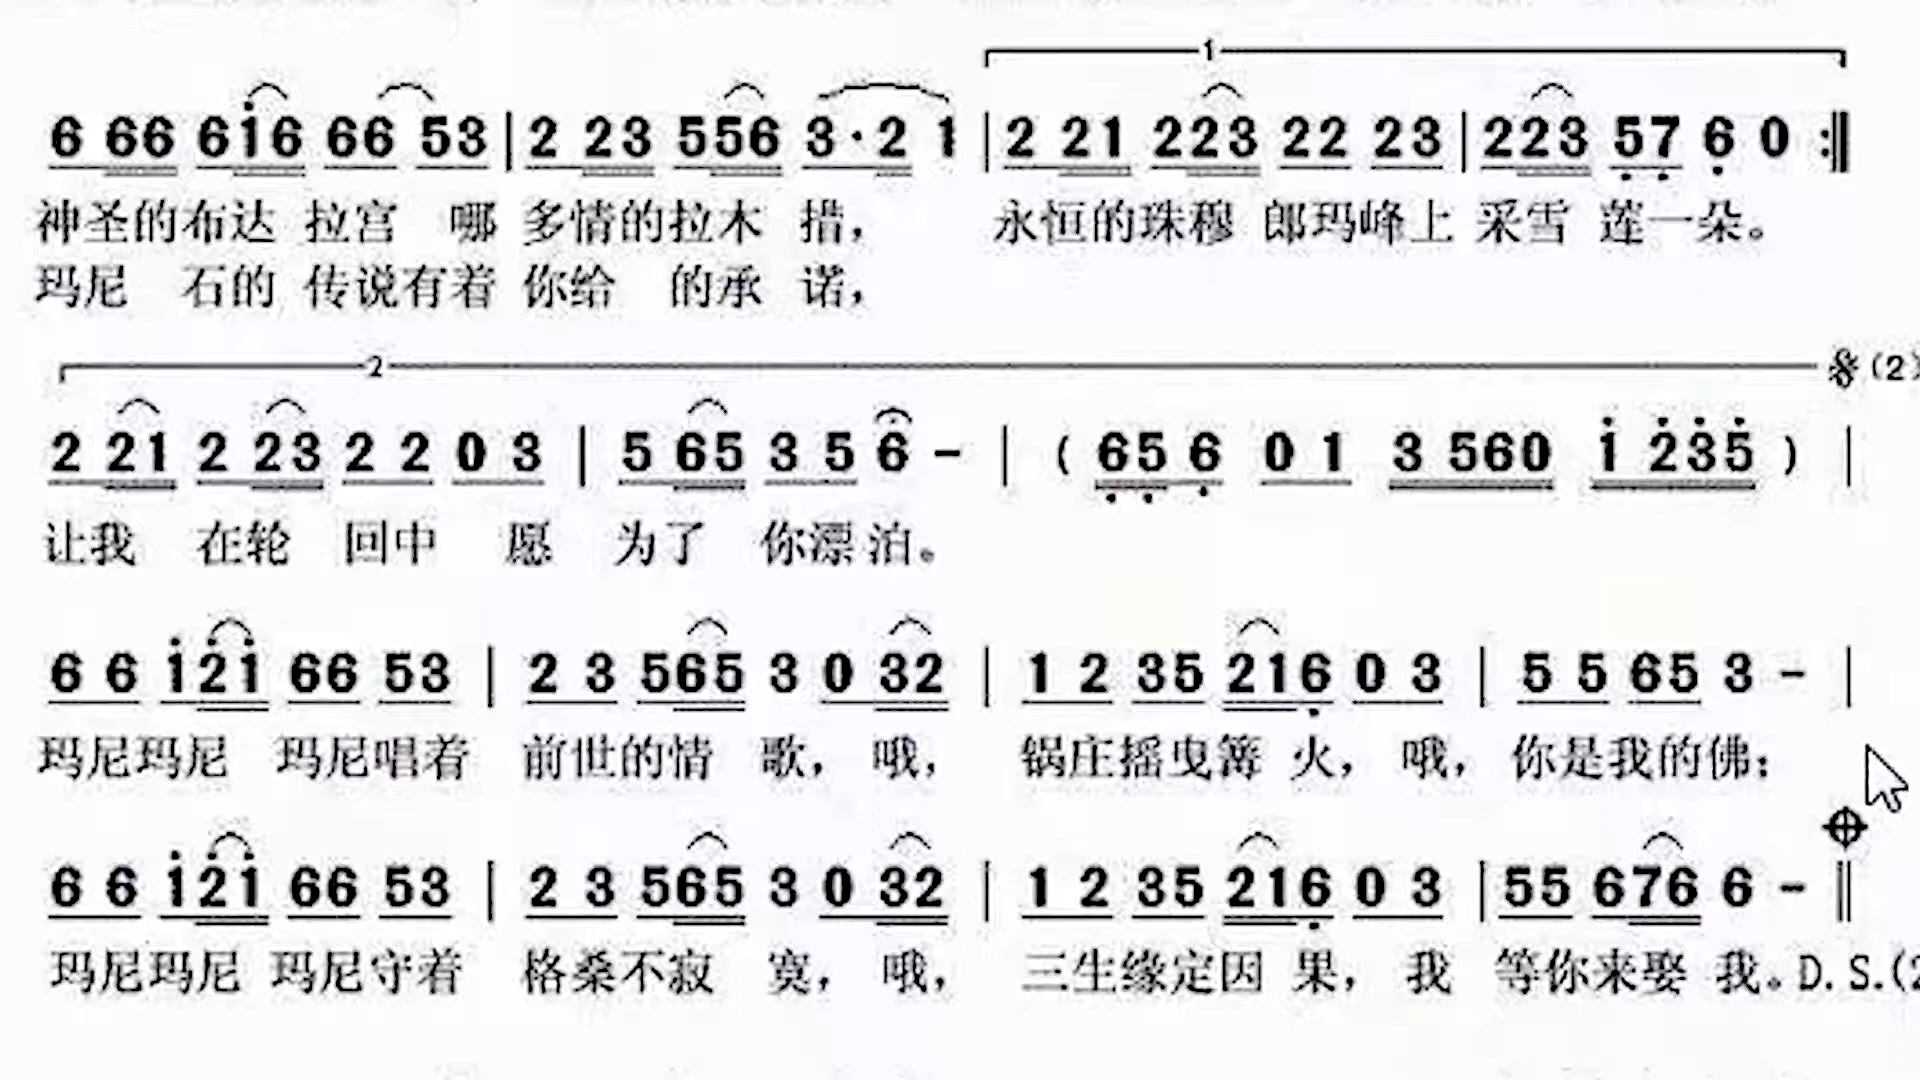 1
6 66 6i6 66 53 | 2 23 556 3·2 1 | 2 21 223 22 23 | 223 57 6 0 :||
神圣的布达 拉宫 哪 多情的拉木 措， 永恒的珠穆 郎玛峰上 采雪 莲一朵。
玛尼 石的 传说有着 你给 的承 诺，
2 𝄋(2)
2 21 2 23 2 2 0 3 | 5 65 3 5 6 - | ( 65 6 0 1 3 560 i 235 ) |
让我 在轮 回中 愿 为了 你漂泊。
6 6 i2i 66 53 | 2 3 565 3 0 32 | 1 2 35 216 0 3 | 5 5 65 3 - |
玛尼玛尼 玛尼唱着 前世的情 歌， 哦， 锅庄摇曳篝 火， 哦， 你是我的佛；
6 6 i2i 66 53 | 2 3 565 3 0 32 | 1 2 35 216 0 3 | 55 676 6 - ||
玛尼玛尼 玛尼守着 格桑不寂 寞， 哦， 三生缘定因 果， 我 等你来娶 我。D.S.(2